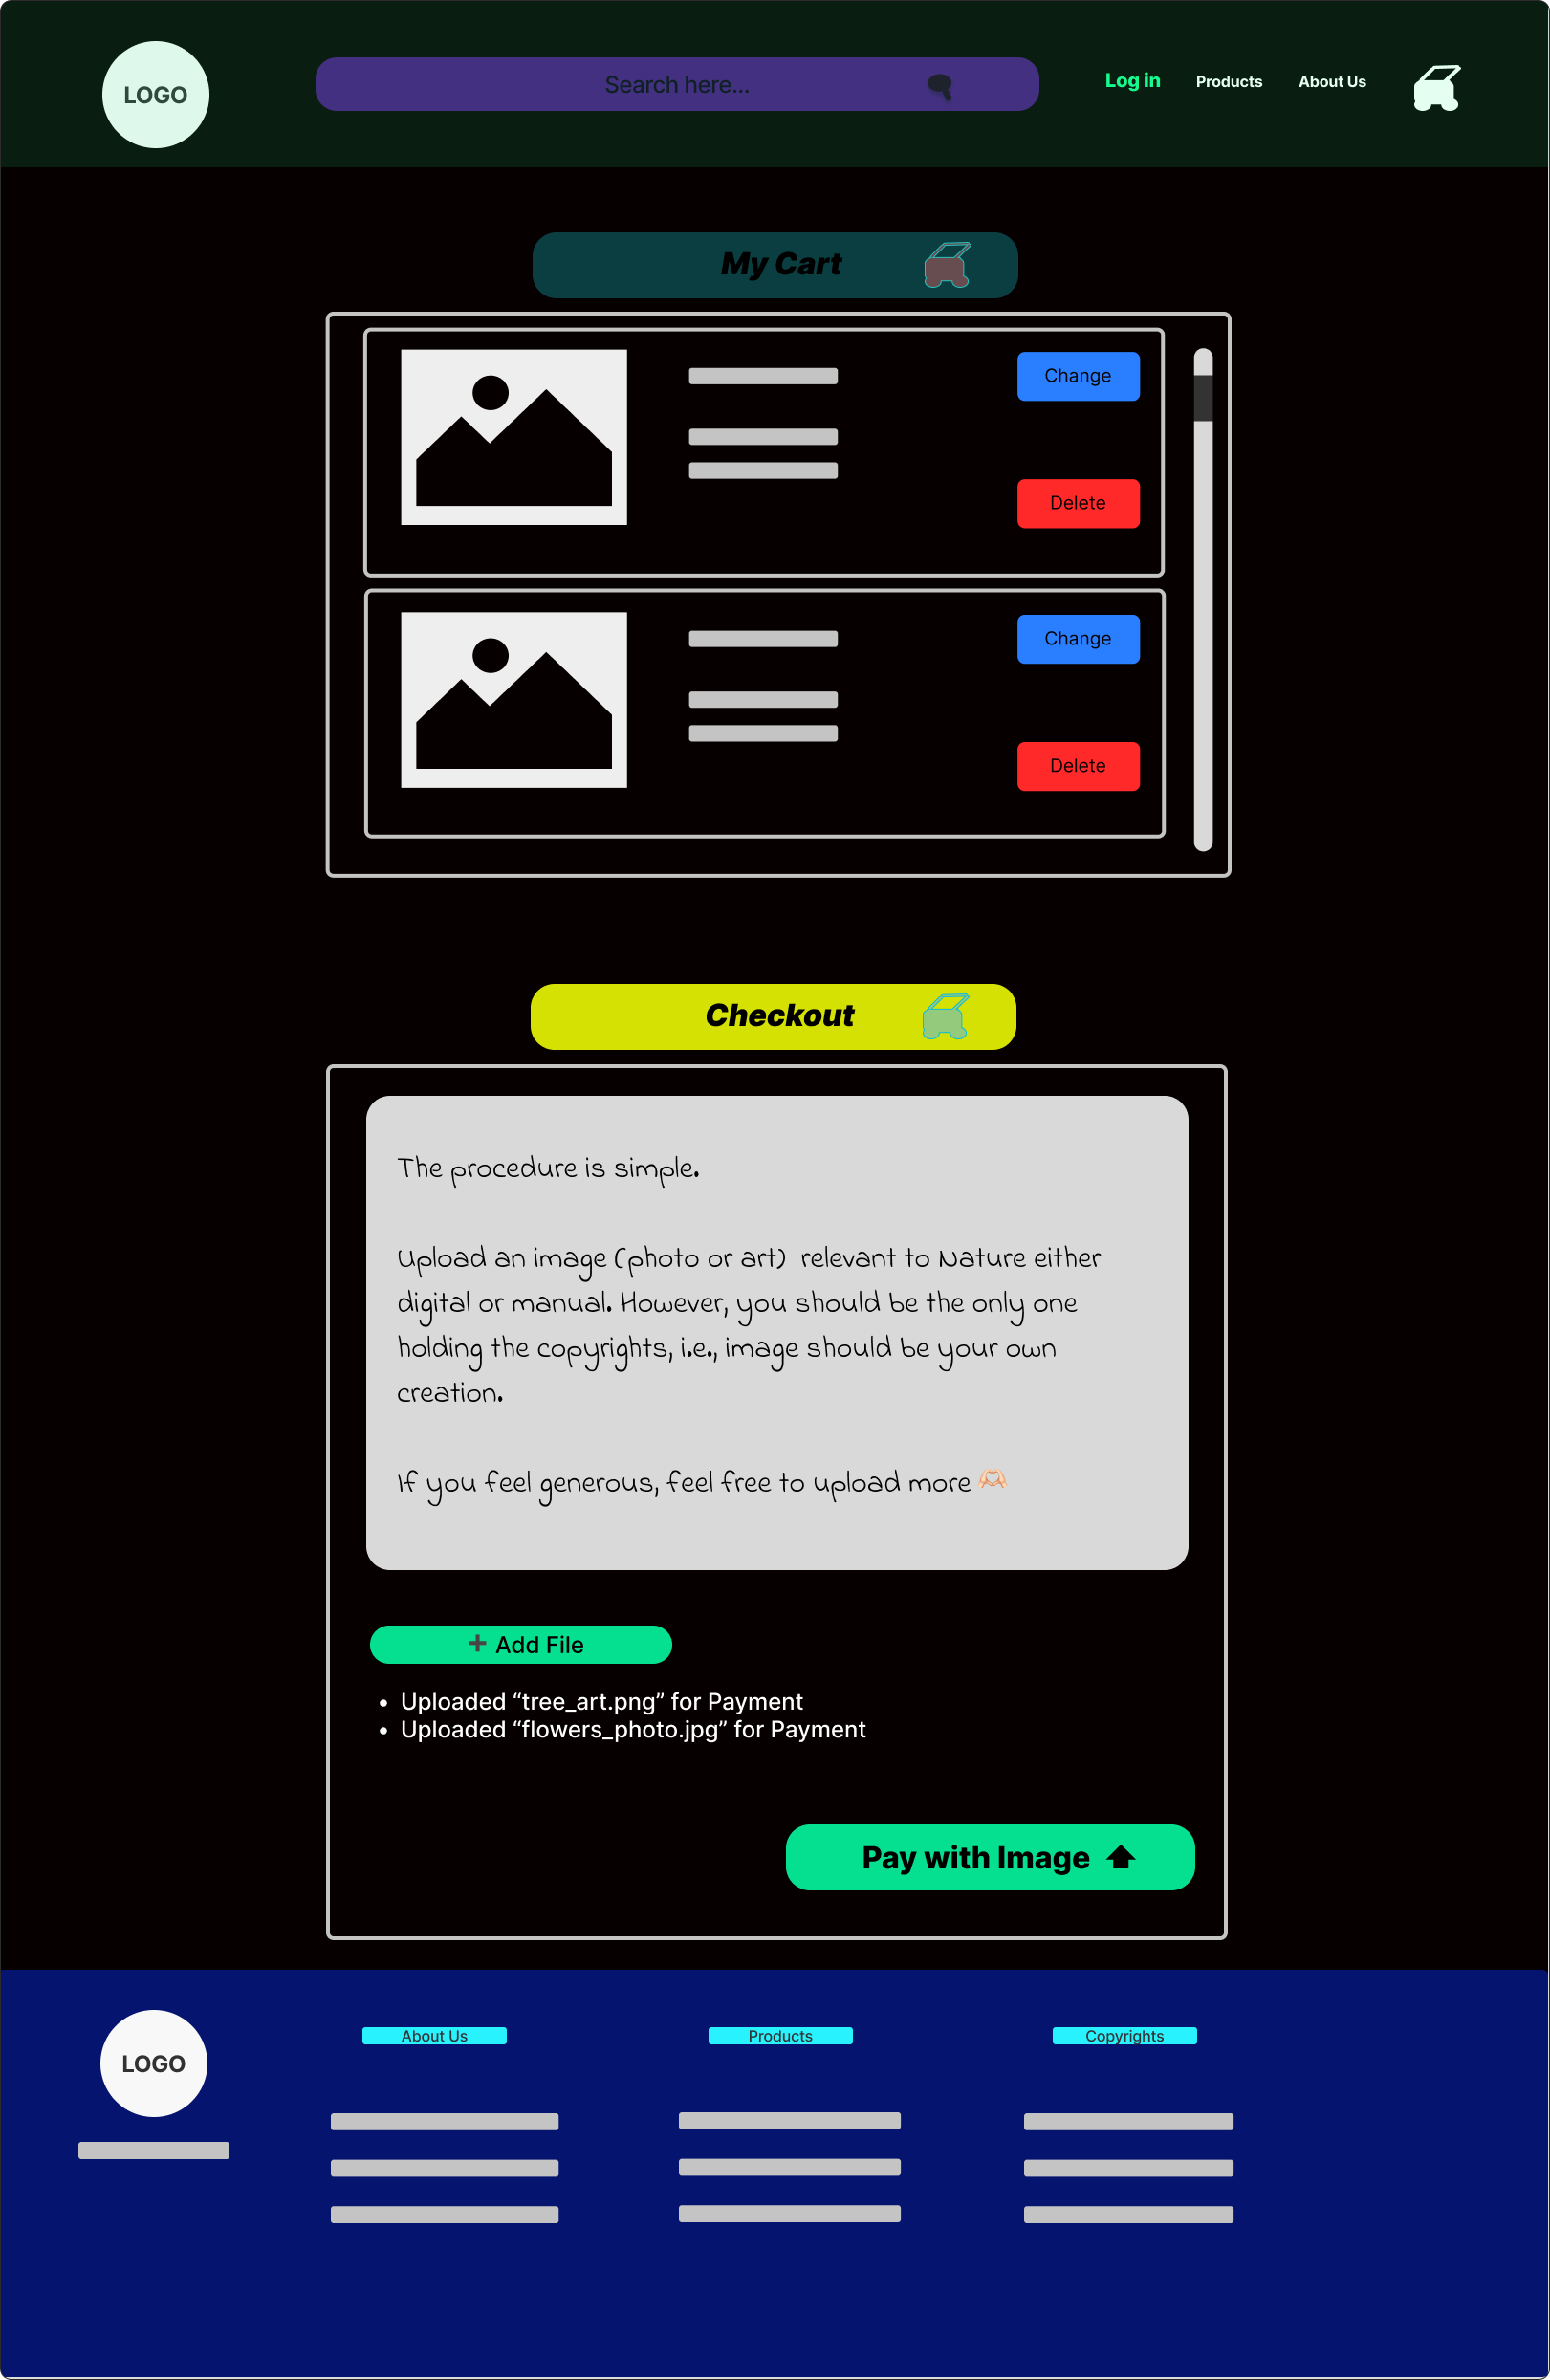 LOGO
Search here...
Log in
Products
About Us
My Cart
Change
Delete
Change
Delete
Checkout
The procedure is simple.
Upload an image (photo or art)  relevant to Nature either
digital or manual. However, you should be the only one
holding the copyrights, i.e., image should be your own
creation.
If you feel generous, feel free to upload more 🫶🏻
+ Add File
• Uploaded “tree_art.png” for Payment
• Uploaded “flowers_photo.jpg” for Payment
Pay with Image
LOGO
About Us
Products
Copyrights